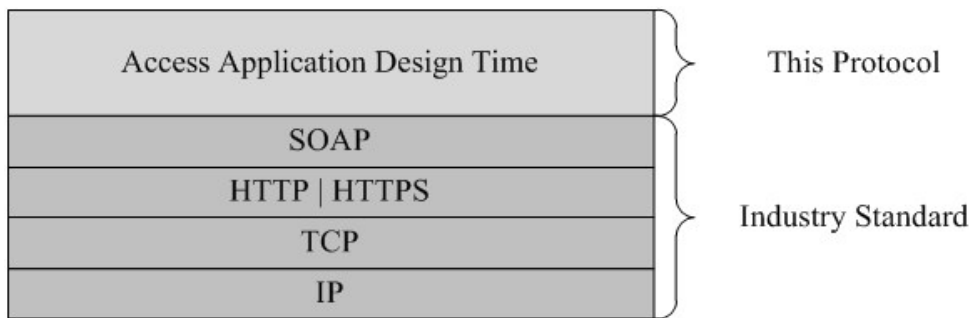 Access Application Design Time
This Protocol
SOAP
HTTP | HTTPS
TCP
IP
Industry Standard